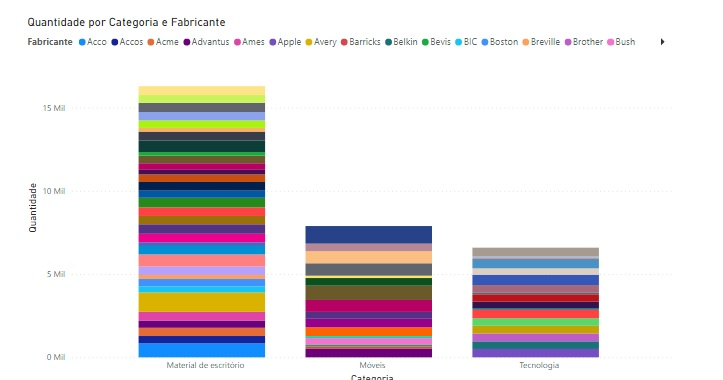 Quantidade por Categoria e Fabricante
Fabricante Acco Accos Acme Advantus Ames Apple Avery Barricks Belkin Bevis BIC Boston Breville Brother Bush
15 Mil
10 Mil
5 Mil
0 Mil
Quantidade
Material de escritório Móveis Tecnologia
Categoria